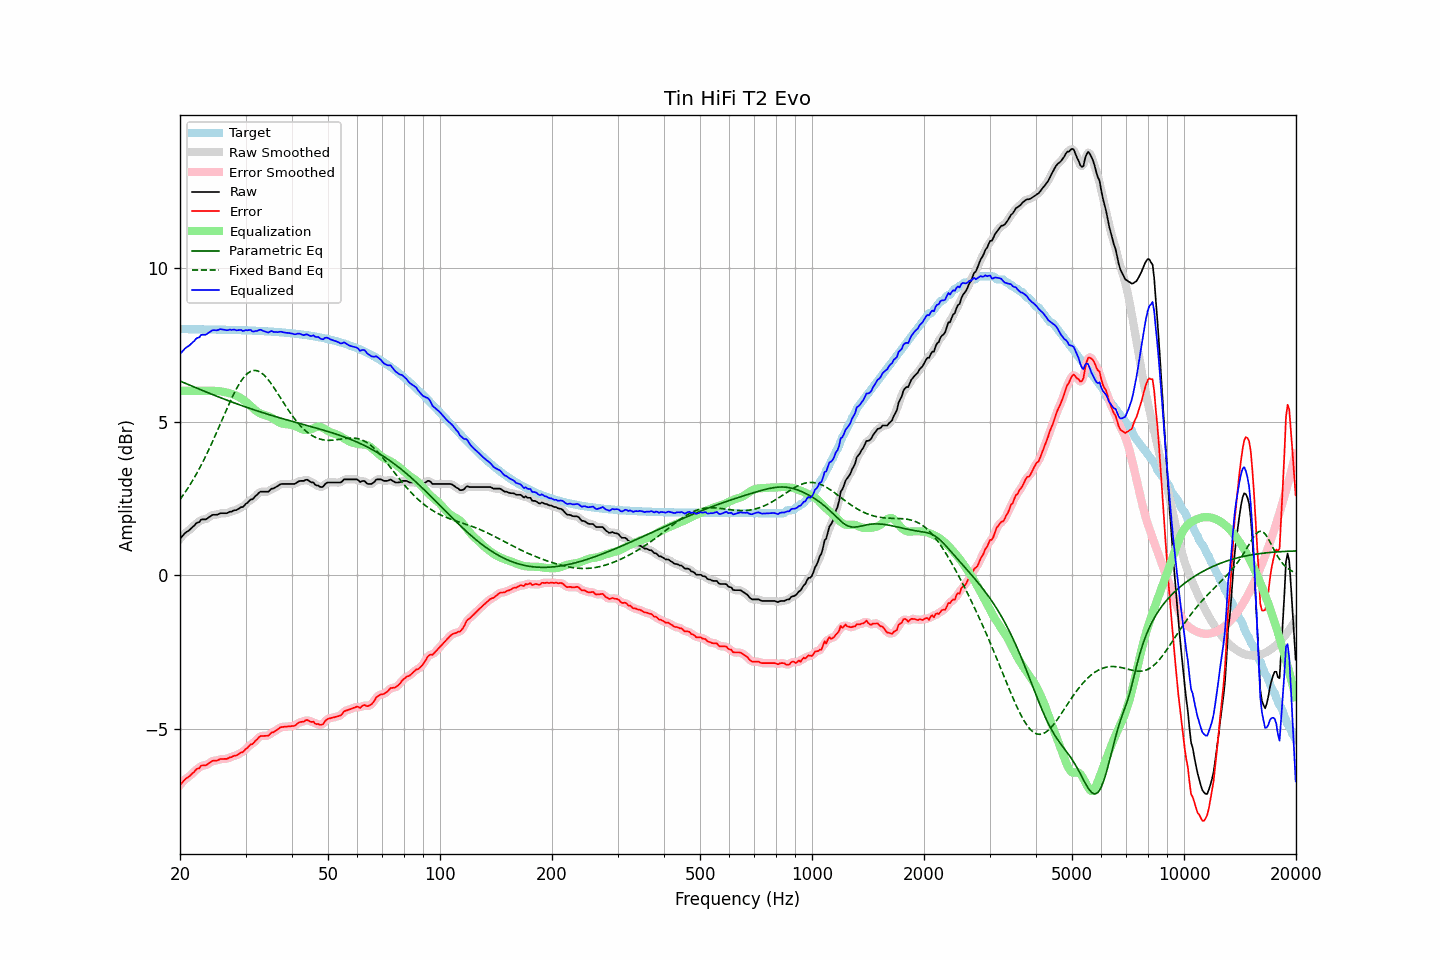 Tin HiFi T2 Evo
Target
Raw Smoothed
Error Smoothed
Raw
Error
Equalization
Parametric Eq
Fixed Band Eq
Equalized
Amplitude (dBr)
10
5
0
−5
20
50
100
200
500
1000
2000
5000
10000
20000
Frequency (Hz)